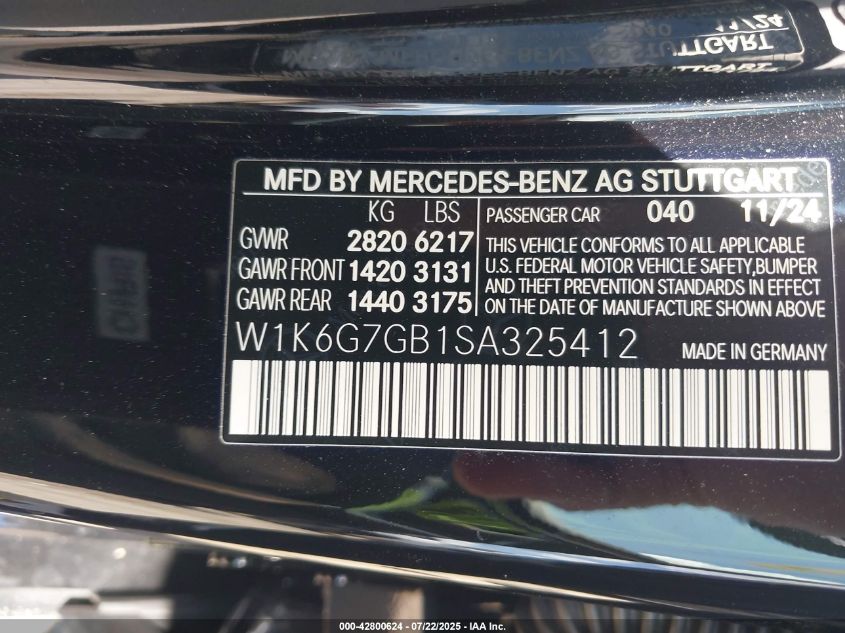 11/24
STUTTGART
MFD BY MERCEDES-BENZ AG STUTTGART
KG LBS
GVWR 2820 6217
GAWR FRONT 1420 3131
GAWR REAR 1440 3175
PASSENGER CAR 040 11/24
THIS VEHICLE CONFORMS TO ALL APPLICABLE
U.S. FEDERAL MOTOR VEHICLE SAFETY,BUMPER
AND THEFT PREVENTION STANDARDS IN EFFECT
ON THE DATE OF MANUFACTURE SHOWN ABOVE
W1K6G7GB1SA325412 MADE IN GERMANY
000-42800624 - 07/22/2025 - IAA Inc.